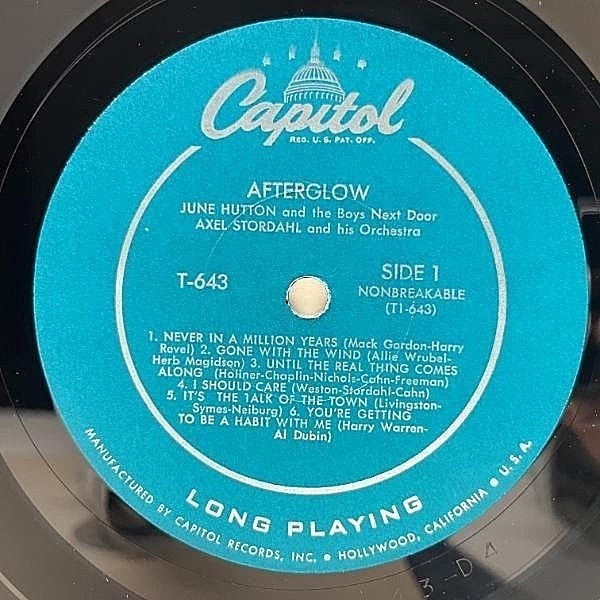 Capitol
REG. U. S. PAT. OFF.
AFTERGLOW
JUNE HUTTON and the Boys Next Door
AXEL STORDAHL and his Orchestra
T-643
SIDE 1
NONBREAKABLE
(T1-643)
1. NEVER IN A MILLION YEARS (Mack Gordon-Harry
Revel) 2. GONE WITH THE WIND (Allie Wrubel-
Herb Magidson) 3. UNTIL THE REAL THING COMES
ALONG (Holiner-Chaplin-Nichols-Cahn-Freeman)
4. I SHOULD CARE (Weston-Stordahl-Cahn)
5. IT'S THE TALK OF THE TOWN (Livingston-
Symes-Neiburg) 6. YOU'RE GETTING
TO BE A HABIT WITH ME (Harry Warren-
Al Dubin)
LONG PLAYING
MANUFACTURED BY CAPITOL RECORDS, INC. • HOLLYWOOD, CALIFORNIA • U. S. A.
3-D4